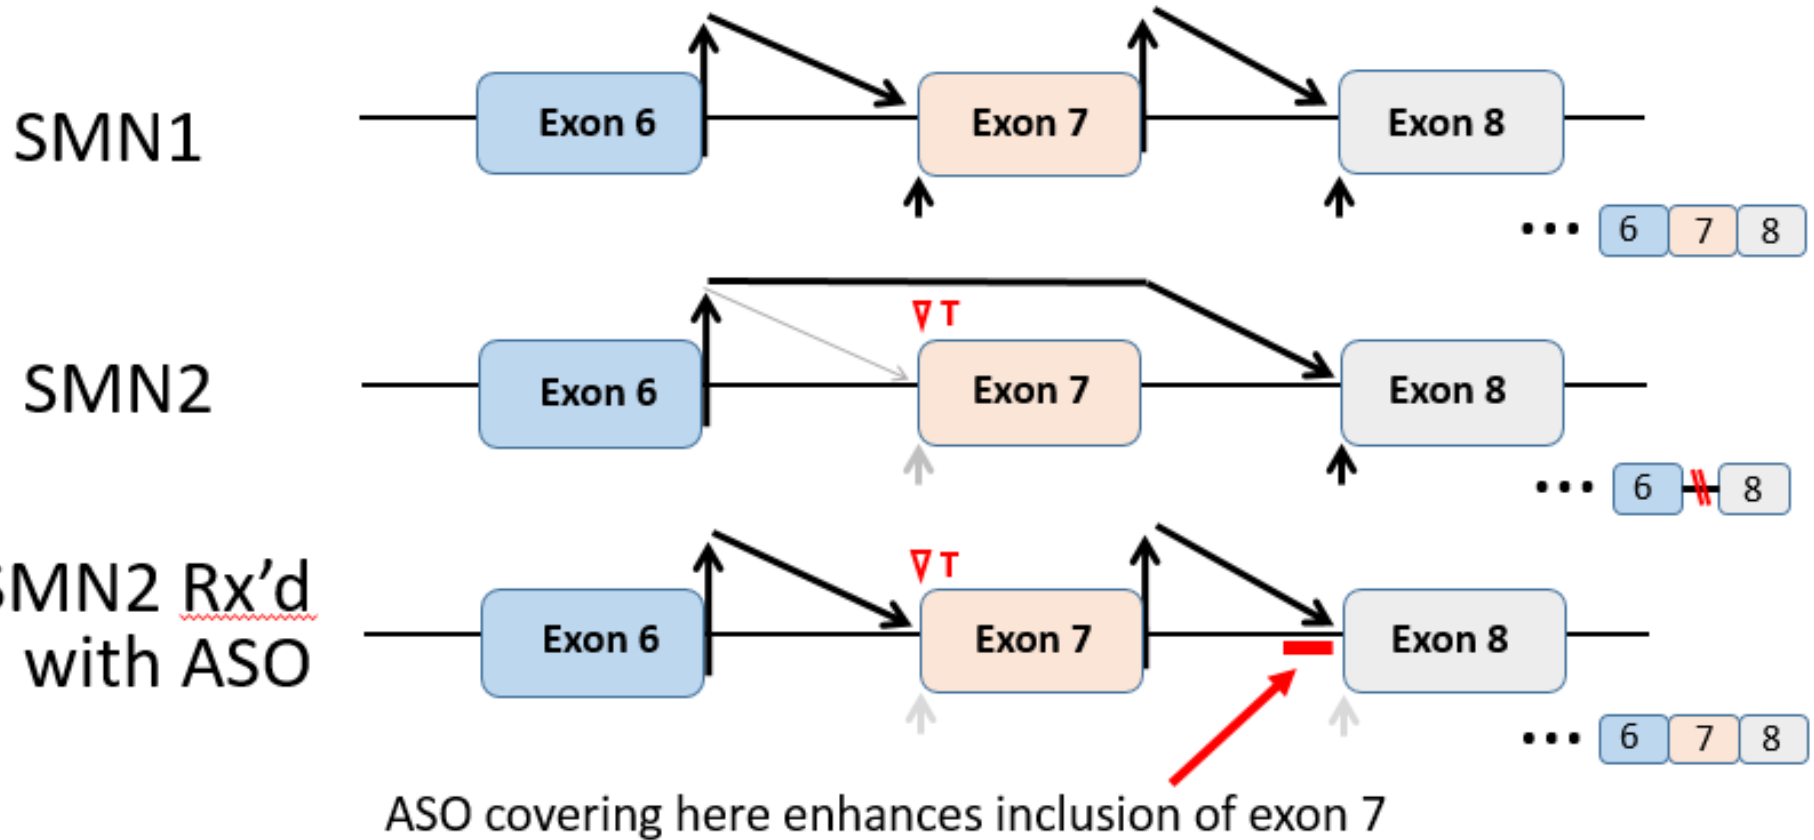 SMN1
Exon 6 Exon 7 Exon 8
... 6 7 8
T
SMN2
Exon 6 Exon 7 Exon 8
... 6 8
T
SMN2 Rx’d
with ASO
Exon 6 Exon 7 Exon 8
... 6 7 8
ASO covering here enhances inclusion of exon 7